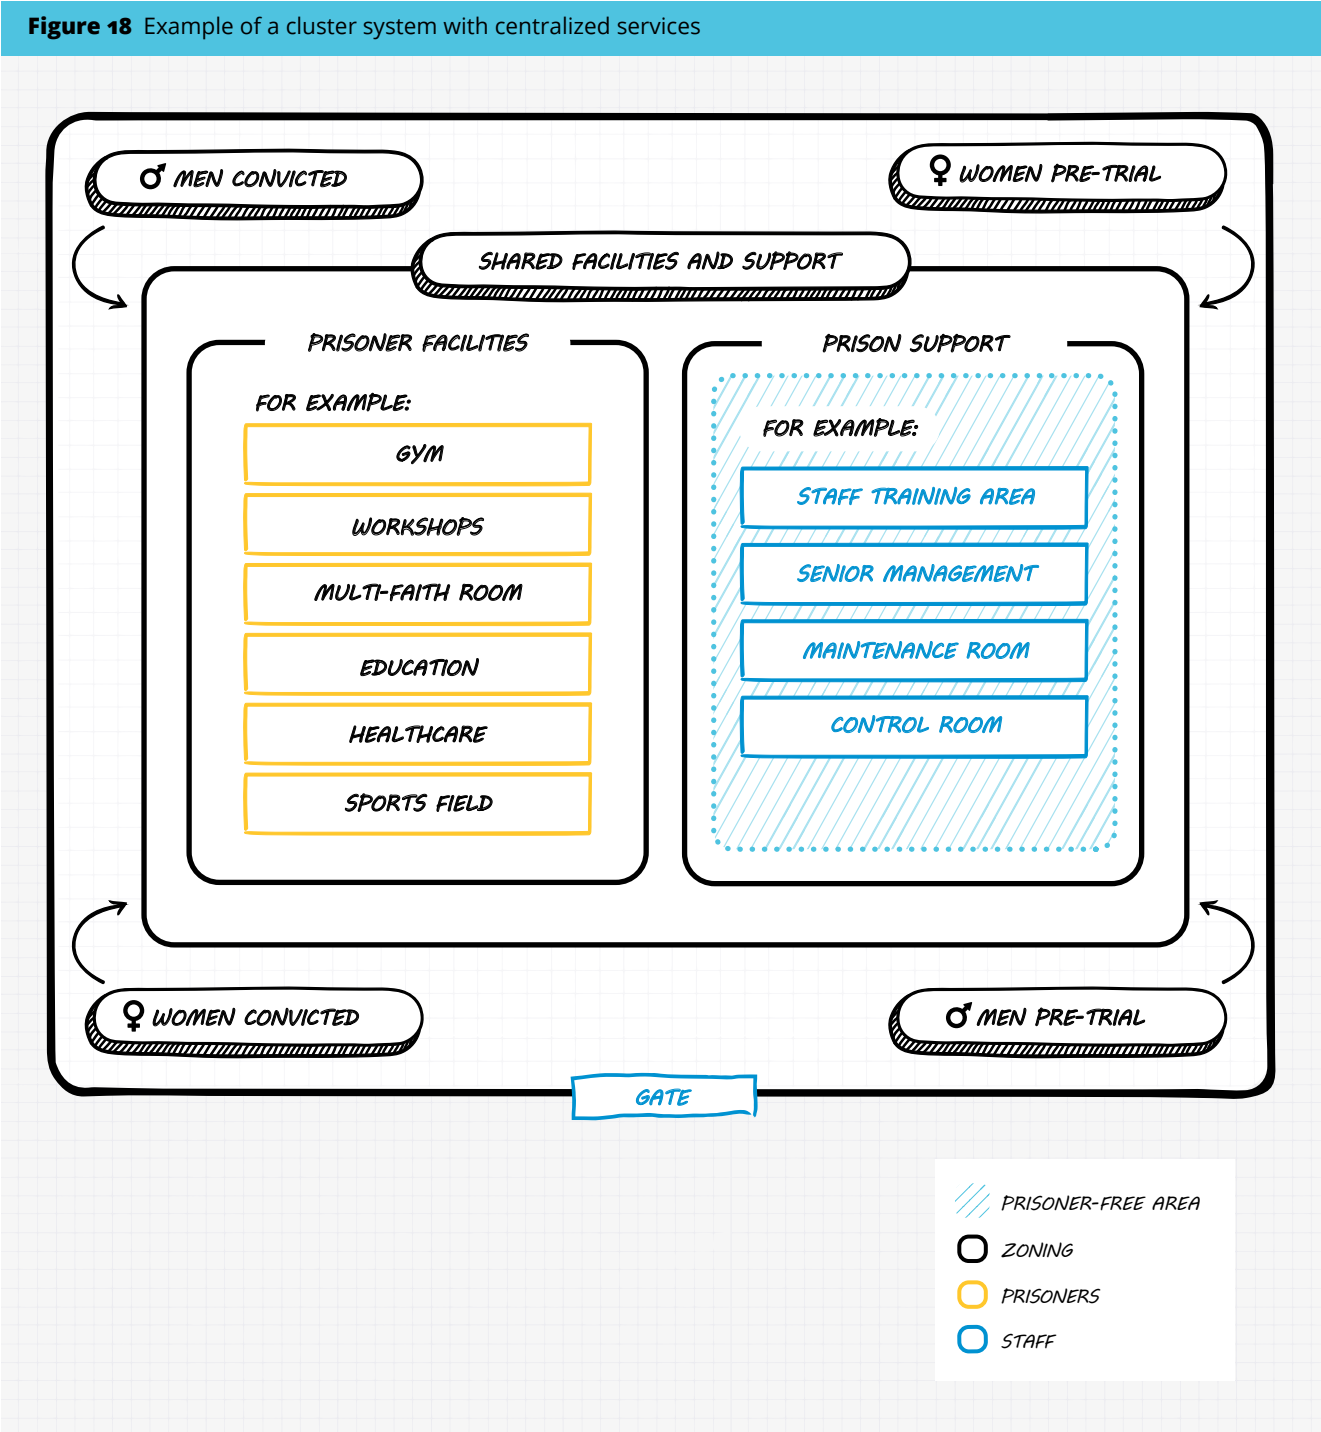 Figure 18 Example of a cluster system with centralized services
♂ MEN CONVICTED
♀ WOMEN PRE-TRIAL
SHARED FACILITIES AND SUPPORT
PRISONER FACILITIES
FOR EXAMPLE:
GYM
WORKSHOPS
MULTI-FAITH ROOM
EDUCATION
HEALTHCARE
SPORTS FIELD
PRISON SUPPORT
FOR EXAMPLE:
STAFF TRAINING AREA
SENIOR MANAGEMENT
MAINTENANCE ROOM
CONTROL ROOM
♀ WOMEN CONVICTED
♂ MEN PRE-TRIAL
GATE
PRISONER-FREE AREA
ZONING
PRISONERS
STAFF